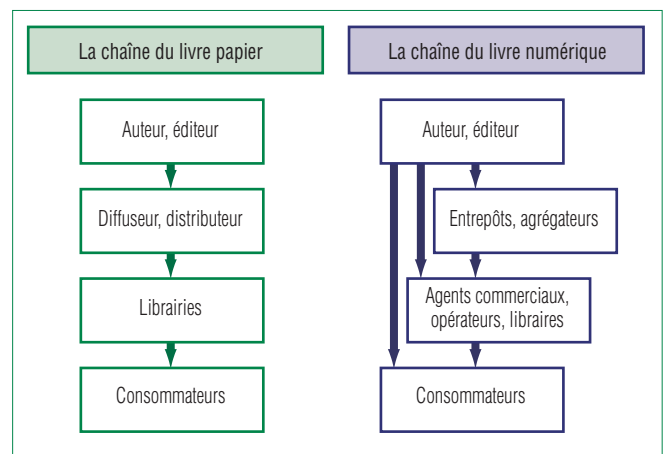 La chaîne du livre papier
Auteur, éditeur
Diffuseur, distributeur
Librairies
Consommateurs
La chaîne du livre numérique
Auteur, éditeur
Entrepôts, agrégateurs
Agents commerciaux,
opérateurs, libraires
Consommateurs